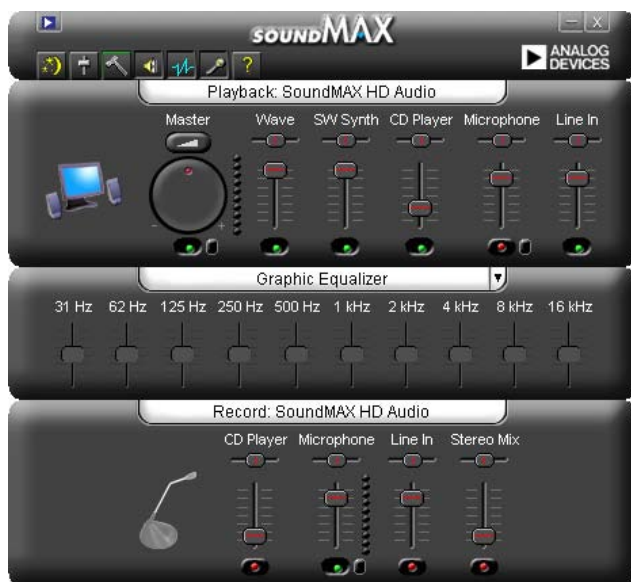 SOUNDMAX
— X
?
ANALOG
DEVICES
Playback: SoundMAX HD Audio
Master Wave SW Synth CD Player Microphone Line In
- +
Graphic Equalizer
31 Hz 62 Hz 125 Hz 250 Hz 500 Hz 1 kHz 2 kHz 4 kHz 8 kHz 16 kHz
Record: SoundMAX HD Audio
CD Player Microphone Line In Stereo Mix